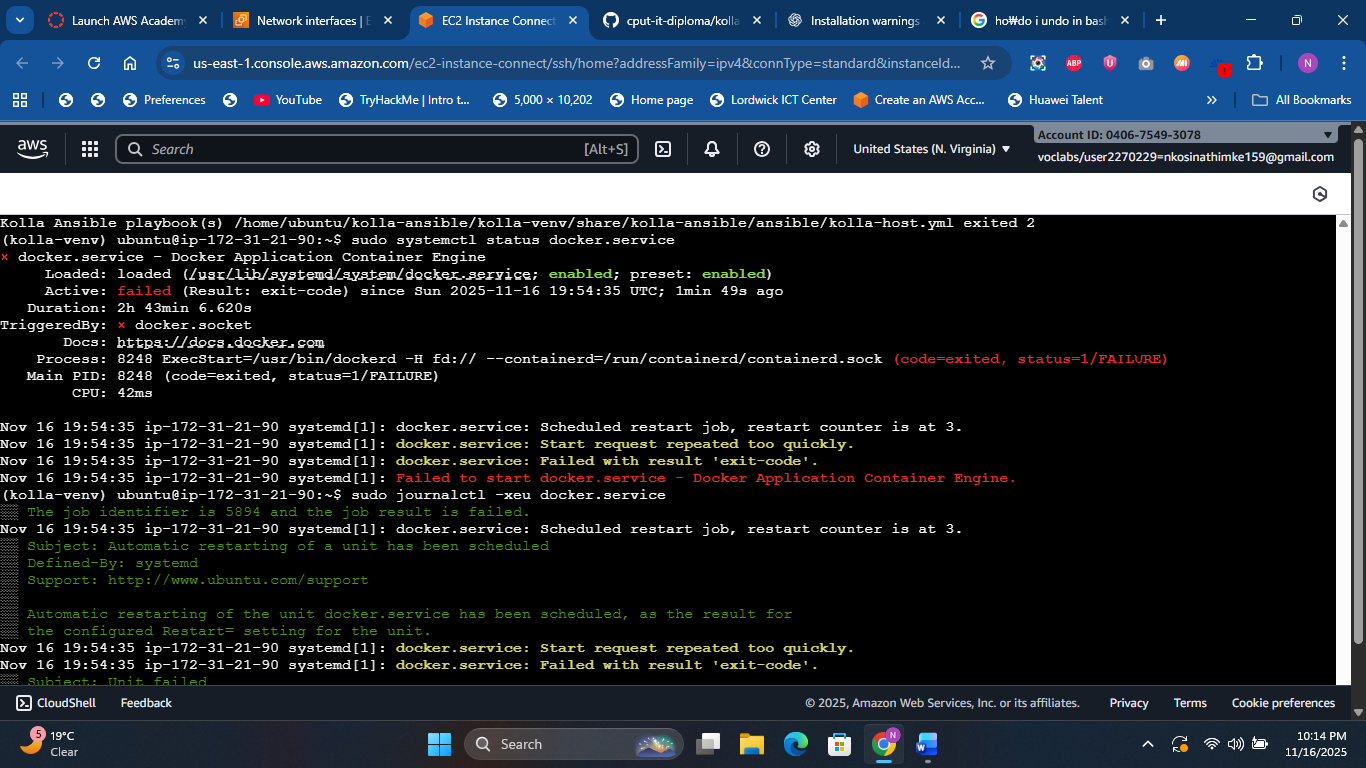 Launch AWS Academy
Network interfaces | E
EC2 Instance Connect
cput-it-diploma/kolla
Installation warnings
ho₩do i undo in bash
us-east-1.console.aws.amazon.com/ec2-instance-connect/ssh/home?addressFamily=ipv4&connType=standard&instanceId...
ABP
N
Preferences
YouTube
TryHackMe | Intro t...
5,000 × 10,202
Home page
Lordwick ICT Center
Create an AWS Acc...
Huawei Talent
»
All Bookmarks
aws
Search
[Alt+S]
United States (N. Virginia)
Account ID: 0406-7549-3078
voclabs/user2270229=nkosinathimke159@gmail.com
Kolla Ansible playbook(s) /home/ubuntu/kolla-ansible/kolla-venv/share/kolla-ansible/ansible/kolla-host.yml exited 2
(kolla-venv) ubuntu@ip-172-31-21-90:~$ sudo systemctl status docker.service
× docker.service - Docker Application Container Engine
Loaded: loaded (/usr/lib/systemd/system/docker.service; enabled; preset: enabled)
Active: failed (Result: exit-code) since Sun 2025-11-16 19:54:35 UTC; 1min 49s ago
Duration: 2h 43min 6.620s
TriggeredBy: × docker.socket
Docs: https://docs.docker.com
Process: 8248 ExecStart=/usr/bin/dockerd -H fd:// --containerd=/run/containerd/containerd.sock (code=exited, status=1/FAILURE)
Main PID: 8248 (code=exited, status=1/FAILURE)
CPU: 42ms
Nov 16 19:54:35 ip-172-31-21-90 systemd[1]: docker.service: Scheduled restart job, restart counter is at 3.
Nov 16 19:54:35 ip-172-31-21-90 systemd[1]: docker.service: Start request repeated too quickly.
Nov 16 19:54:35 ip-172-31-21-90 systemd[1]: docker.service: Failed with result 'exit-code'.
Nov 16 19:54:35 ip-172-31-21-90 systemd[1]: Failed to start docker.service - Docker Application Container Engine.
(kolla-venv) ubuntu@ip-172-31-21-90:~$ sudo journalctl -xeu docker.service
░░ The job identifier is 5894 and the job result is failed.
Nov 16 19:54:35 ip-172-31-21-90 systemd[1]: docker.service: Scheduled restart job, restart counter is at 3.
░░ Subject: Automatic restarting of a unit has been scheduled
░░ Defined-By: systemd
░░ Support: http://www.ubuntu.com/support
░░
░░ Automatic restarting of the unit docker.service has been scheduled, as the result for
░░ the configured Restart= setting for the unit.
Nov 16 19:54:35 ip-172-31-21-90 systemd[1]: docker.service: Start request repeated too quickly.
Nov 16 19:54:35 ip-172-31-21-90 systemd[1]: docker.service: Failed with result 'exit-code'.
░░ Subject: Unit failed
CloudShell
Feedback
© 2025, Amazon Web Services, Inc. or its affiliates.
Privacy
Terms
Cookie preferences
5
19°C
Clear
Search
10:14 PM
11/16/2025